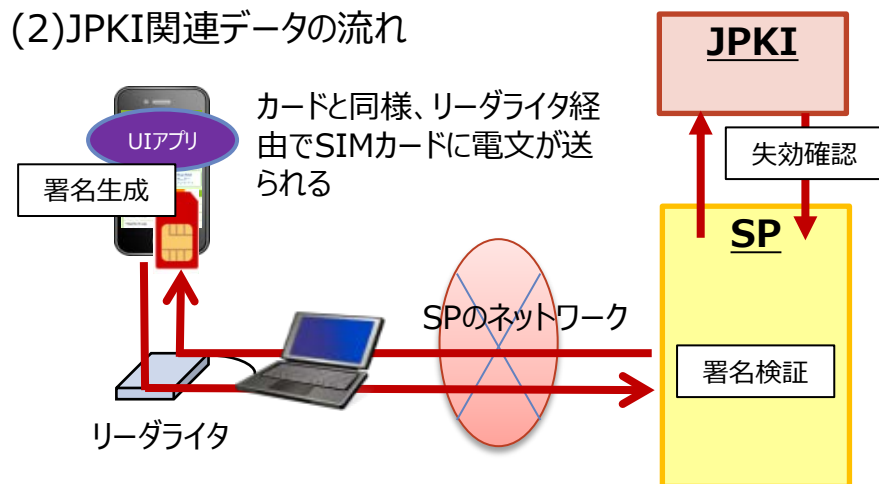 (2)JPKI関連データの流れ
JPKI
UIアプリ
カードと同様、リーダライタ経
由でSIMカードに電文が送
られる
署名生成
失効確認
SP
SPのネットワーク
署名検証
リーダライタ